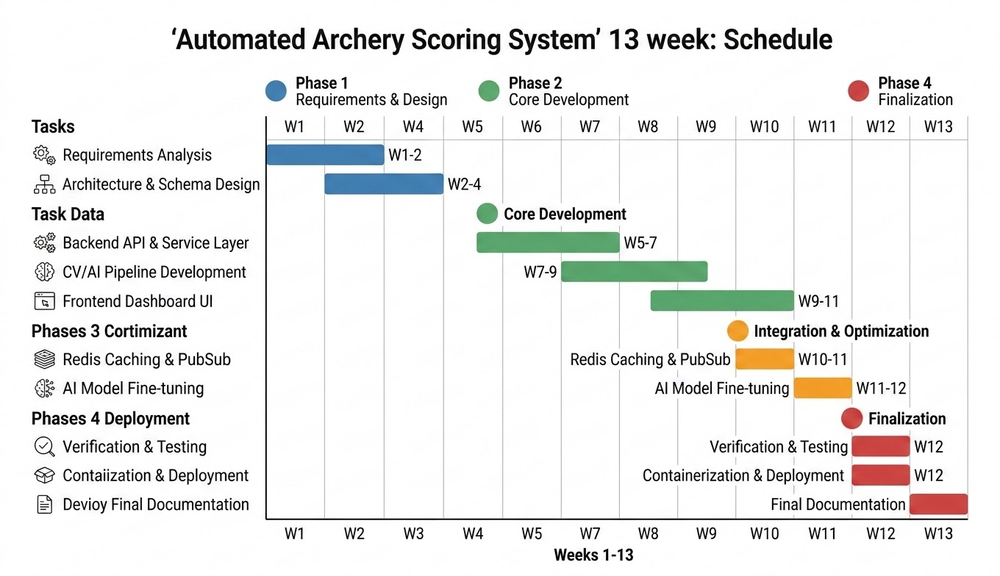 ‘Automated Archery Scoring System’ 13 week: Schedule
Phase 1
Requirements & Design
Phase 2
Core Development
Phase 4
Finalization
Tasks W1 W2 W4 W5 W6 W7 W8 W9 W10 W11 W12 W13
Requirements Analysis W1-2
Architecture & Schema Design W2-4
Task Data Core Development
Backend API & Service Layer W5-7
CV/AI Pipeline Development W7-9
Frontend Dashboard UI W9-11
Phases 3 Cortimizant Integration & Optimization
Redis Caching & PubSub Redis Caching & PubSub W10-11
AI Model Fine-tuning AI Model Fine-tuning W11-12
Phases 4 Deployment Finalization
Verification & Testing Verification & Testing W12
Contaiization & Deployment Containerization & Deployment W12
Devioy Final Documentation Final Documentation
W1 W2 W3 W4 W5 W7 W8 W9 W10 W11 W12 W13
Weeks 1-13